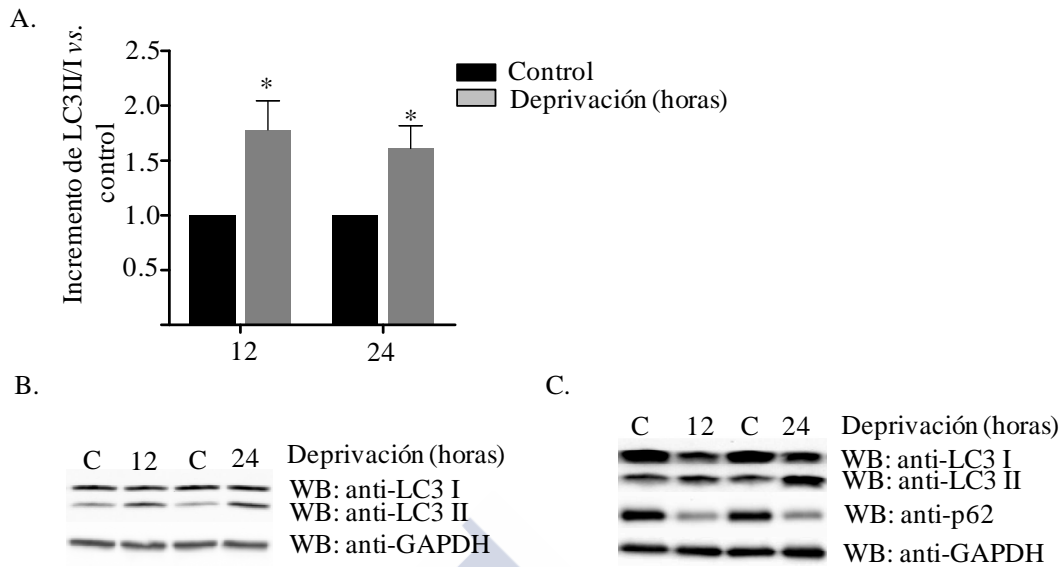 A.
Incremento de LC3II/I vs.
control
2.5
2.0
1.5
1.0
0.5
*
*
12
24
Control
Deprivación (horas)
B.
C 12 C 24 Deprivación (horas)
WB: anti-LC3 I
WB: anti-LC3 II
WB: anti-GAPDH
C.
C 12 C 24 Deprivación (horas)
WB: anti-LC3 I
WB: anti-LC3 II
WB: anti-p62
WB: anti-GAPDH